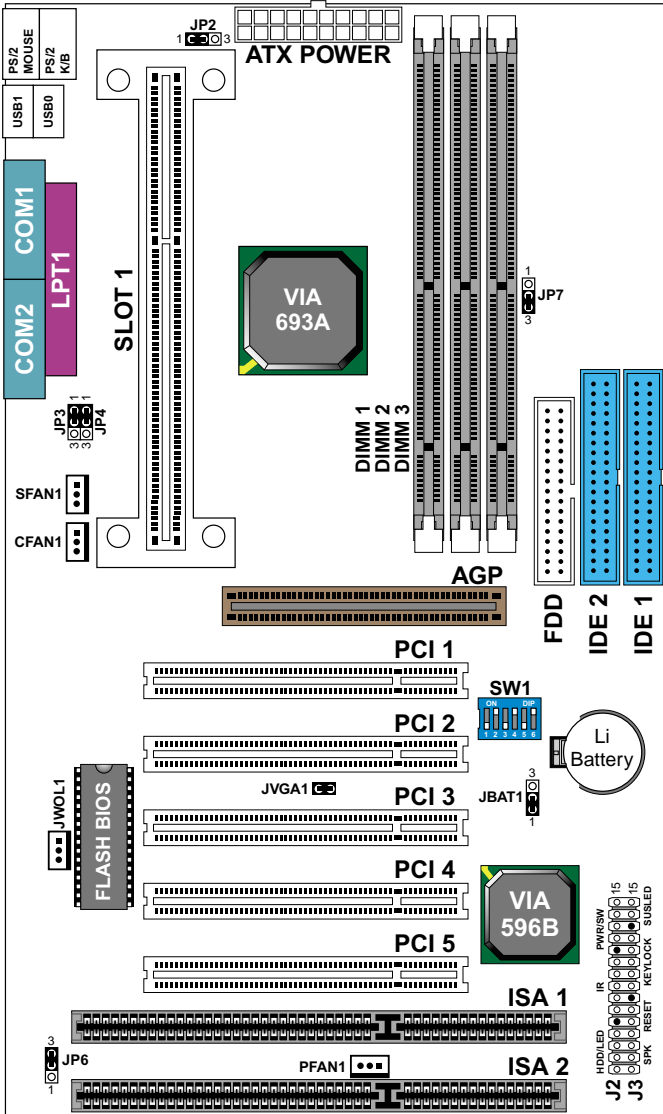 JP2
1 3
ATX POWER
PS/2
MOUSE
PS/2
K/B
USB1
USB0
COM1
COM2
LPT1
SLOT 1
VIA
693A
1
JP7
3
DIMM 1
DIMM 2
DIMM 3
JP3
1 1
3 3
JP4
SFAN1
CFAN1
AGP
FDD
IDE 2
IDE 1
PCI 1
SW1
ON DIP
1 2 3 4 5 6
PCI 2
Li
Battery
JVGA1
PCI 3
3
JBAT1
1
JWOL1
FLASH BIOS
PCI 4
VIA
596B
15 15
PWR/SW
SUSLED
IR
KEYLOCK
RESET
HDD/LED
SPK
J2
J3
PCI 5
ISA 1
3
JP6
1
PFAN1
ISA 2